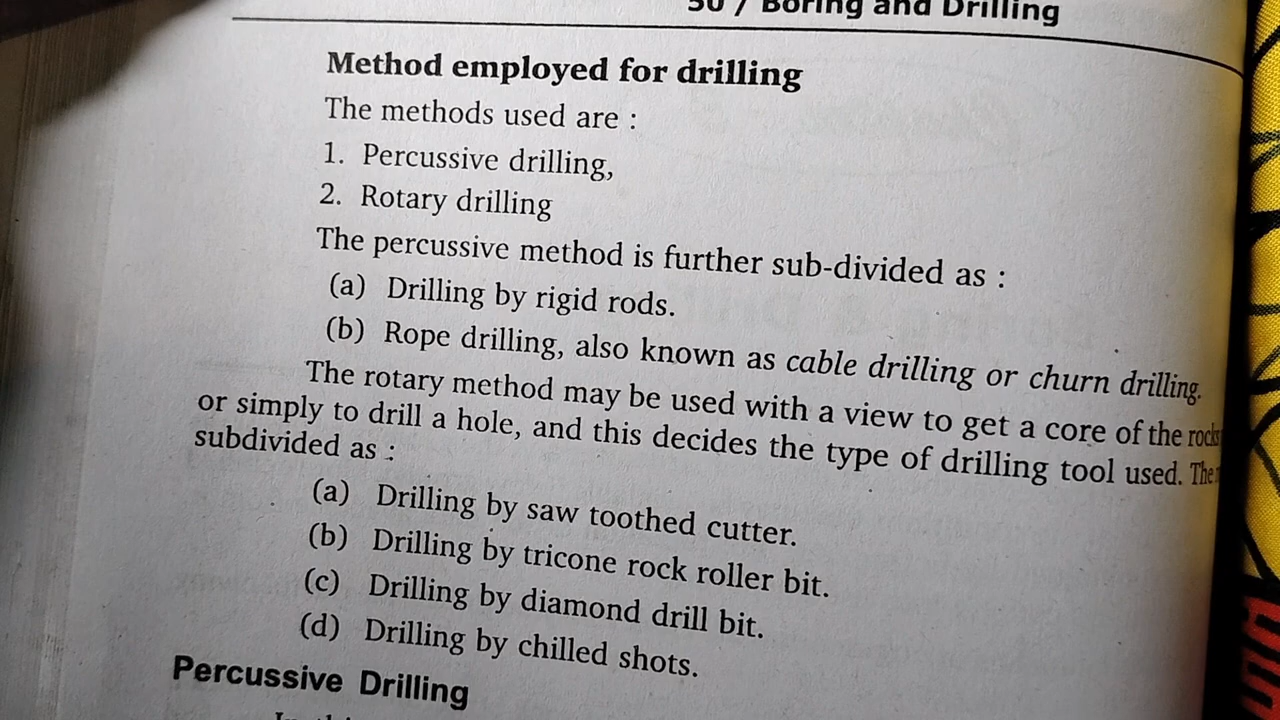 50 / Boring and Drilling
Method employed for drilling
The methods used are :
1. Percussive drilling,
2. Rotary drilling
The percussive method is further sub-divided as :
(a) Drilling by rigid rods.
(b) Rope drilling, also known as cable drilling or churn drilling.
The rotary method may be used with a view to get a core of the rocks
or simply to drill a hole, and this decides the type of drilling tool used. The
subdivided as :
(a) Drilling by saw toothed cutter.
(b) Drilling by tricone rock roller bit.
(c) Drilling by diamond drill bit.
(d) Drilling by chilled shots.
Percussive Drilling